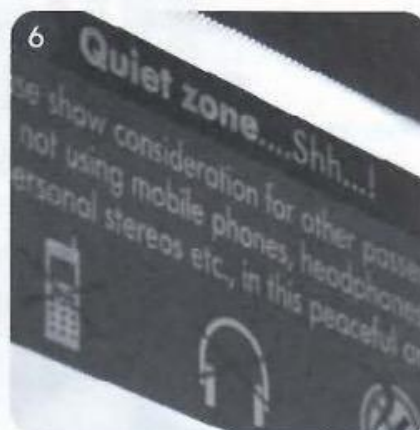 6
Quiet zone....Shh...!
se show consideration for other passe
not using mobile phones, headphones
ersonal stereos etc., in this peaceful